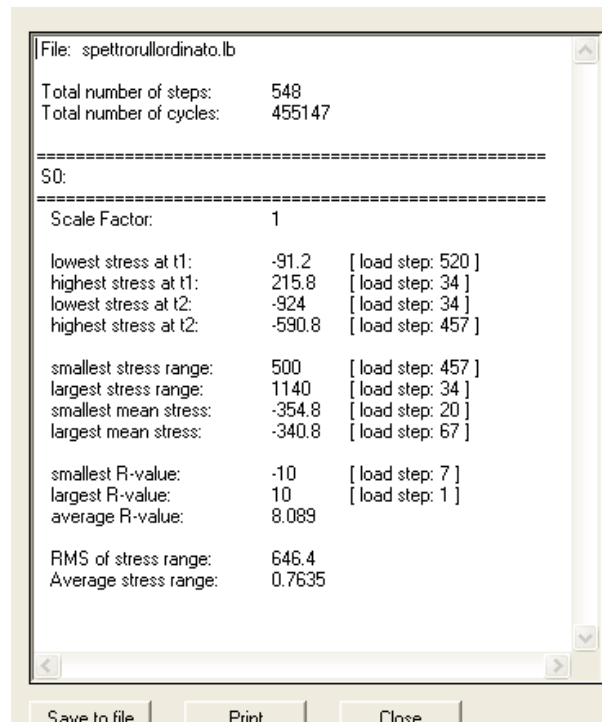 File: spettrorullordinato.lb
Total number of steps: 548
Total number of cycles: 455147
====================================================
S0:
====================================================
Scale Factor: 1
lowest stress at t1: -91.2 [ load step: 520 ]
highest stress at t1: 215.8 [ load step: 34 ]
lowest stress at t2: -924 [ load step: 34 ]
highest stress at t2: -590.8 [ load step: 457 ]
smallest stress range: 500 [ load step: 457 ]
largest stress range: 1140 [ load step: 34 ]
smallest mean stress: -354.8 [ load step: 20 ]
largest mean stress: -340.8 [ load step: 67 ]
smallest R-value: -10 [ load step: 7 ]
largest R-value: 10 [ load step: 1 ]
average R-value: 8.089
RMS of stress range: 646.4
Average stress range: 0.7635
Save to file Print Close